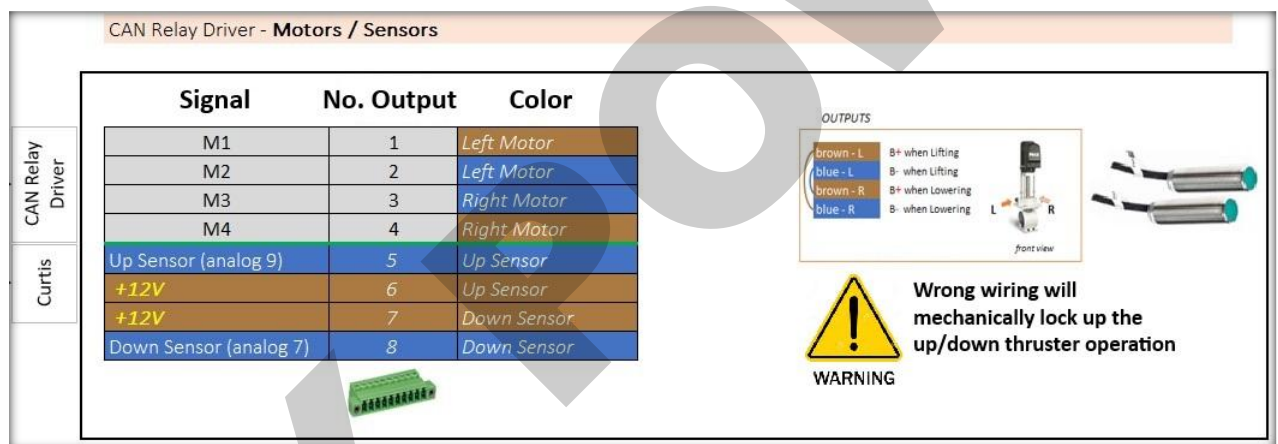 CAN Relay Driver - Motors / Sensors
Signal No. Output Color
M1 1 Left Motor
M2 2 Left Motor
M3 3 Right Motor
M4 4 Right Motor
Up Sensor (analog 9) 5 Up Sensor
+12V 6 Up Sensor
+12V 7 Down Sensor
Down Sensor (analog 7) 8 Down Sensor
CAN Relay
Driver
Curtis
OUTPUTS
brown - L B+ when Lifting
blue - L B- when Lifting
brown - R B+ when Lowering
blue - R B- when Lowering
L R
front view
Wrong wiring will
mechanically lock up the
up/down thruster operation
WARNING